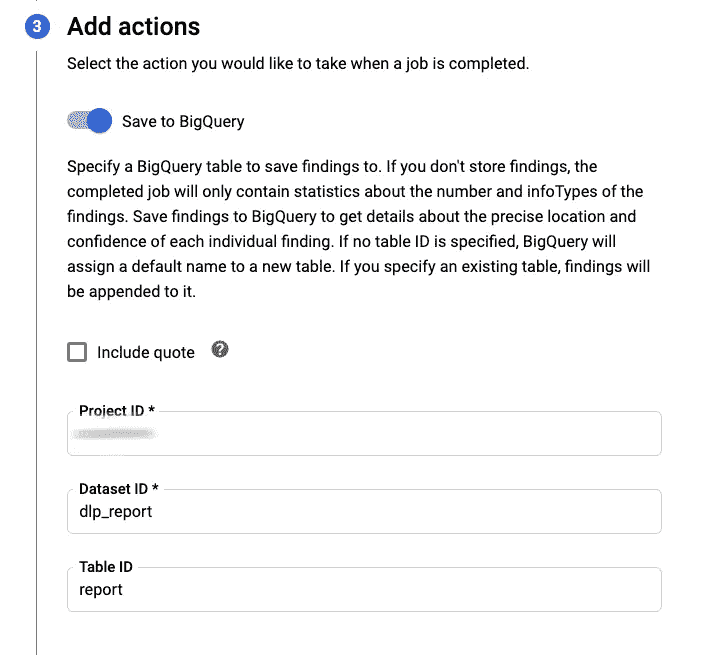 3 Add actions
Select the action you would like to take when a job is completed.
Save to BigQuery
Specify a BigQuery table to save findings to. If you don't store findings, the
completed job will only contain statistics about the number and infoTypes of the
findings. Save findings to BigQuery to get details about the precise location and
confidence of each individual finding. If no table ID is specified, BigQuery will
assign a default name to a new table. If you specify an existing table, findings will
be appended to it.
Include quote ?
Project ID *
Dataset ID *
dlp_report
Table ID
report